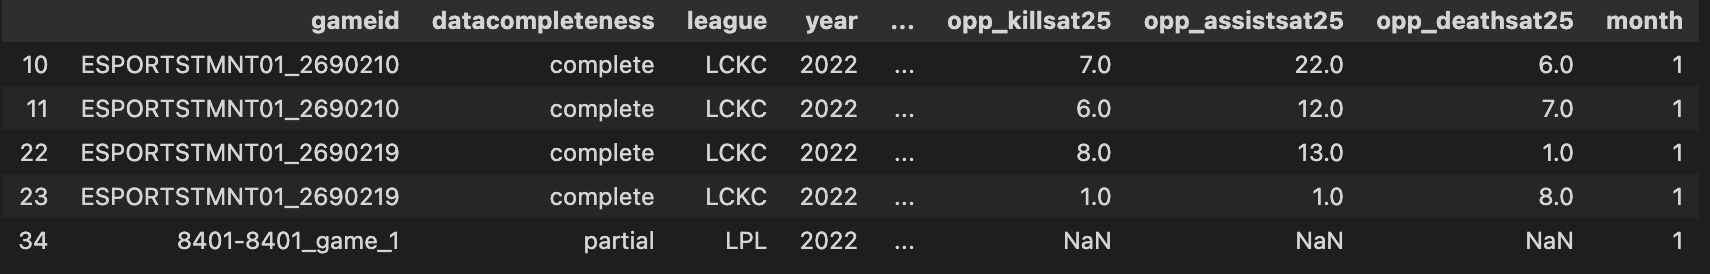 gameid datacompleteness league year ... opp_killsat25 opp_assistsat25 opp_deathsat25 month
10 ESPORTSTMNT01_2690210 complete LCKC 2022 ... 7.0 22.0 6.0 1
11 ESPORTSTMNT01_2690210 complete LCKC 2022 ... 6.0 12.0 7.0 1
22 ESPORTSTMNT01_2690219 complete LCKC 2022 ... 8.0 13.0 1.0 1
23 ESPORTSTMNT01_2690219 complete LCKC 2022 ... 1.0 1.0 8.0 1
34 8401-8401_game_1 partial LPL 2022 ... NaN NaN NaN 1